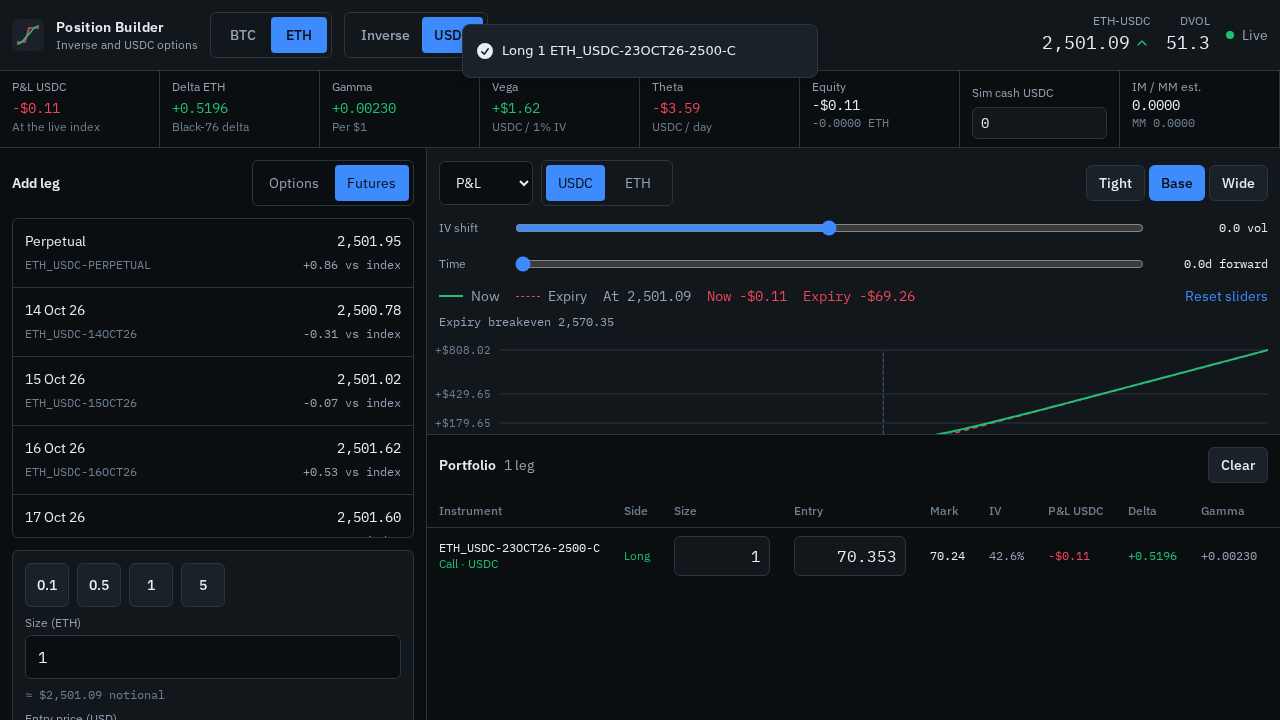 Position Builder
Inverse and USDC options
BTC
ETH
Inverse
Long 1 ETH_USDC-23OCT26-2500-C
ETH-USDC
2,501.09
DVOL
51.3
Live
P&L USDC
-$0.11
At the live index
Delta ETH
+0.5196
Black-76 delta
Gamma
+0.00230
Per $1
Vega
+$1.62
USDC / 1% IV
Theta
-$3.59
USDC / day
Equity
-$0.11
-0.0000 ETH
Sim cash USDC
0
IM / MM est.
0.0000
MM 0.0000
Add leg
Options
Futures
Perpetual 2,501.95
ETH_USDC-PERPETUAL +0.86 vs index
14 Oct 26 2,500.78
ETH_USDC-14OCT26 -0.31 vs index
15 Oct 26 2,501.02
ETH_USDC-15OCT26 -0.07 vs index
16 Oct 26 2,501.62
ETH_USDC-16OCT26 +0.53 vs index
17 Oct 26 2,501.60
0.1 0.5 1 5
Size (ETH)
1
≈ $2,501.09 notional
Entry price (USD)
P&L
USDC
ETH
Tight Base Wide
IV shift 0.0 vol
Time 0.0d forward
Now Expiry At 2,501.09 Now -$0.11 Expiry -$69.26 Reset sliders
Expiry breakeven 2,570.35
+$808.02
+$429.65
+$179.65
Portfolio 1 leg
Clear
Instrument Side Size Entry Mark IV P&L USDC Delta Gamma
ETH_USDC-23OCT26-2500-C Long 1 70.353 70.24 42.6% -$0.11 +0.5196 +0.00230
Call · USDC